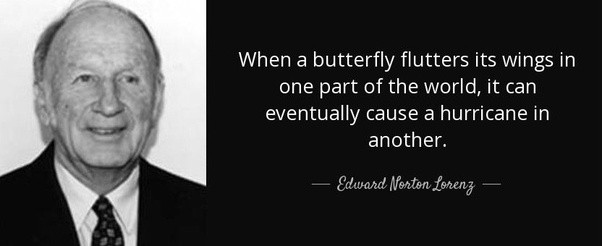 When a butterfly flutters its wings in
one part of the world, it can
eventually cause a hurricane in
another.
Edward Norton Lorenz